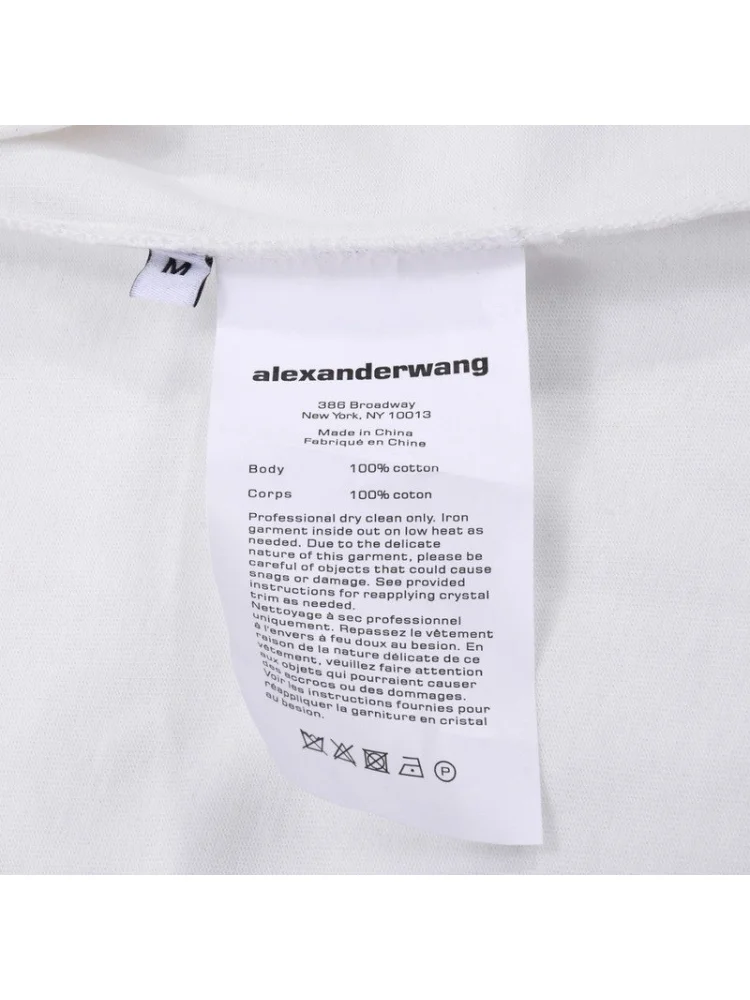 M
alexanderwang
386 Broadway
New York, NY 10013
Made in China
Fabriqué en Chine
Body 100% cotton
Corps 100% coton
Professional dry clean only. Iron
garment inside out on low heat as
needed. Due to the delicate
nature of this garment, please be
careful of objects that could cause
snags or damage. See provided
instructions for reapplying crystal
trim as needed.
Nettoyage à sec professionel
uniquement. Repassez le vêtement
à l'envers à feu doux au besion. En
raison de la nature délicate de ce
vêtement, véuillez faire attention
aux objets qui pourraient causer
des accrocs ou des dommages.
Voir les instructions fournies pour
réappliquer la garniture en cristal
au besion.
P